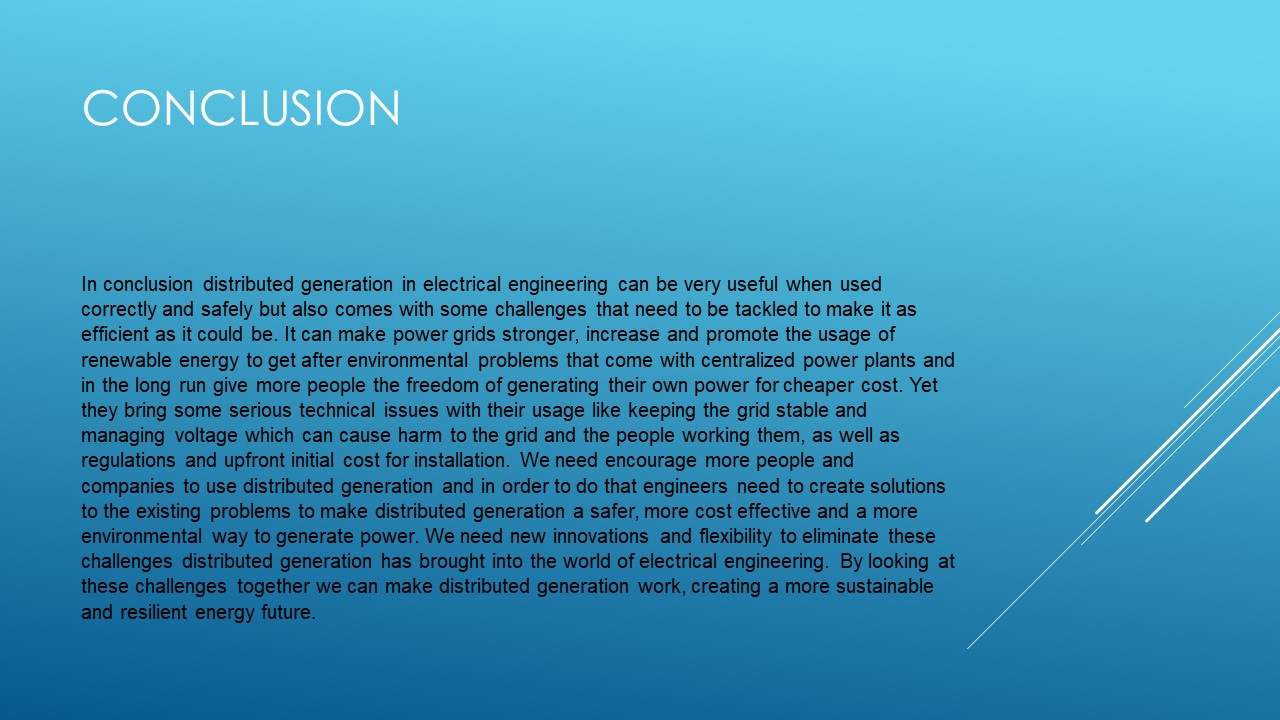 CONCLUSION
In conclusion distributed generation in electrical engineering can be very useful when used
correctly and safely but also comes with some challenges that need to be tackled to make it as
efficient as it could be. It can make power grids stronger, increase and promote the usage of
renewable energy to get after environmental problems that come with centralized power plants and
in the long run give more people the freedom of generating their own power for cheaper cost. Yet
they bring some serious technical issues with their usage like keeping the grid stable and
managing voltage which can cause harm to the grid and the people working them, as well as
regulations and upfront initial cost for installation. We need encourage more people and
companies to use distributed generation and in order to do that engineers need to create solutions
to the existing problems to make distributed generation a safer, more cost effective and a more
environmental way to generate power. We need new innovations and flexibility to eliminate these
challenges distributed generation has brought into the world of electrical engineering. By looking at
these challenges together we can make distributed generation work, creating a more sustainable
and resilient energy future.